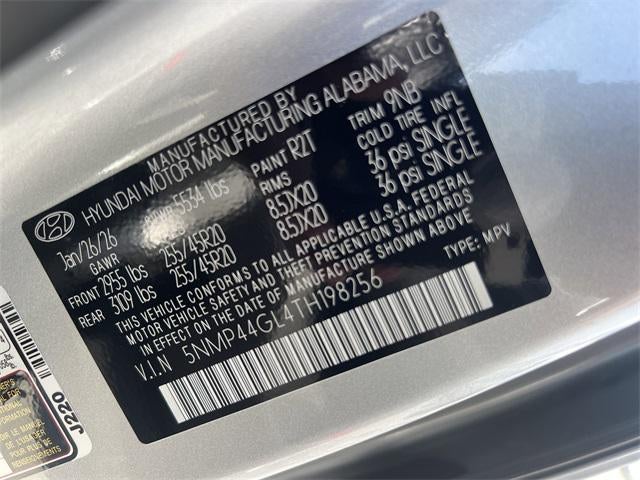 MANUFACTURED BY
HYUNDAI MOTOR MANUFACTURING ALABAMA, LLC
Jan/26/26 GVWR 5534 lbs PAINT R2T TRIM 9NB
GAWR RIMS COLD TIRE INFL
FRONT 2955 lbs 255/45R20 8.5JX20 36 psi SINGLE
REAR 3109 lbs 255/45R20 8.5JX20 36 psi SINGLE
THIS VEHICLE CONFORMS TO ALL APPLICABLE U.S.A. FEDERAL
MOTOR VEHICLE SAFETY AND THEFT PREVENTION STANDARDS
IN EFFECT ON THE DATE OF MANUFACTURE SHOWN ABOVE
V.I.N 5NMP44GL4TH198256 TYPE: MPV
J220